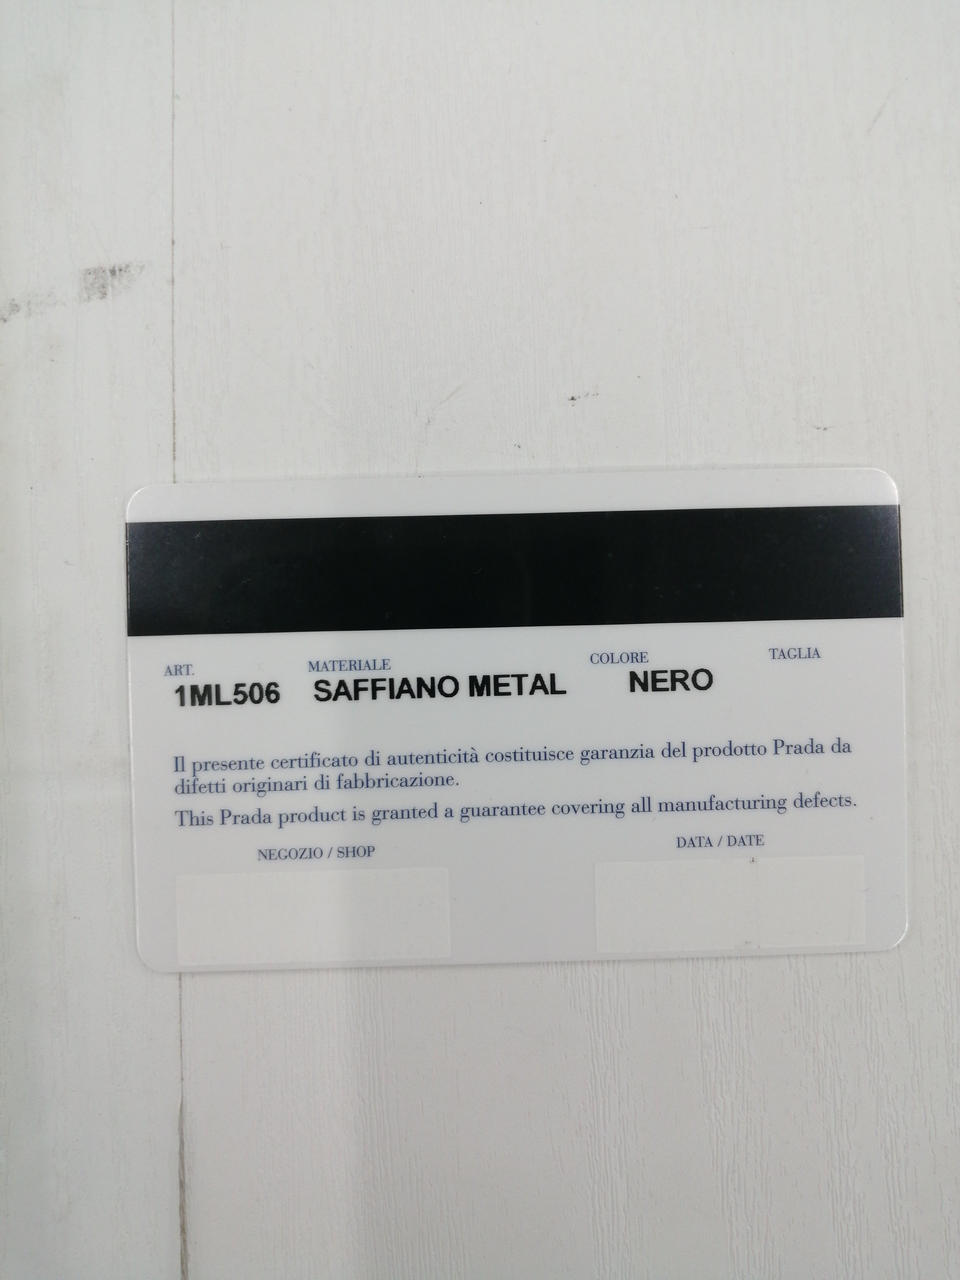 ART. MATERIALE COLORE TAGLIA
1ML506 SAFFIANO METAL NERO
Il presente certificato di autenticità costituisce garanzia del prodotto Prada da
difetti originari di fabbricazione.
This Prada product is granted a guarantee covering all manufacturing defects.
NEGOZIO / SHOP DATA / DATE